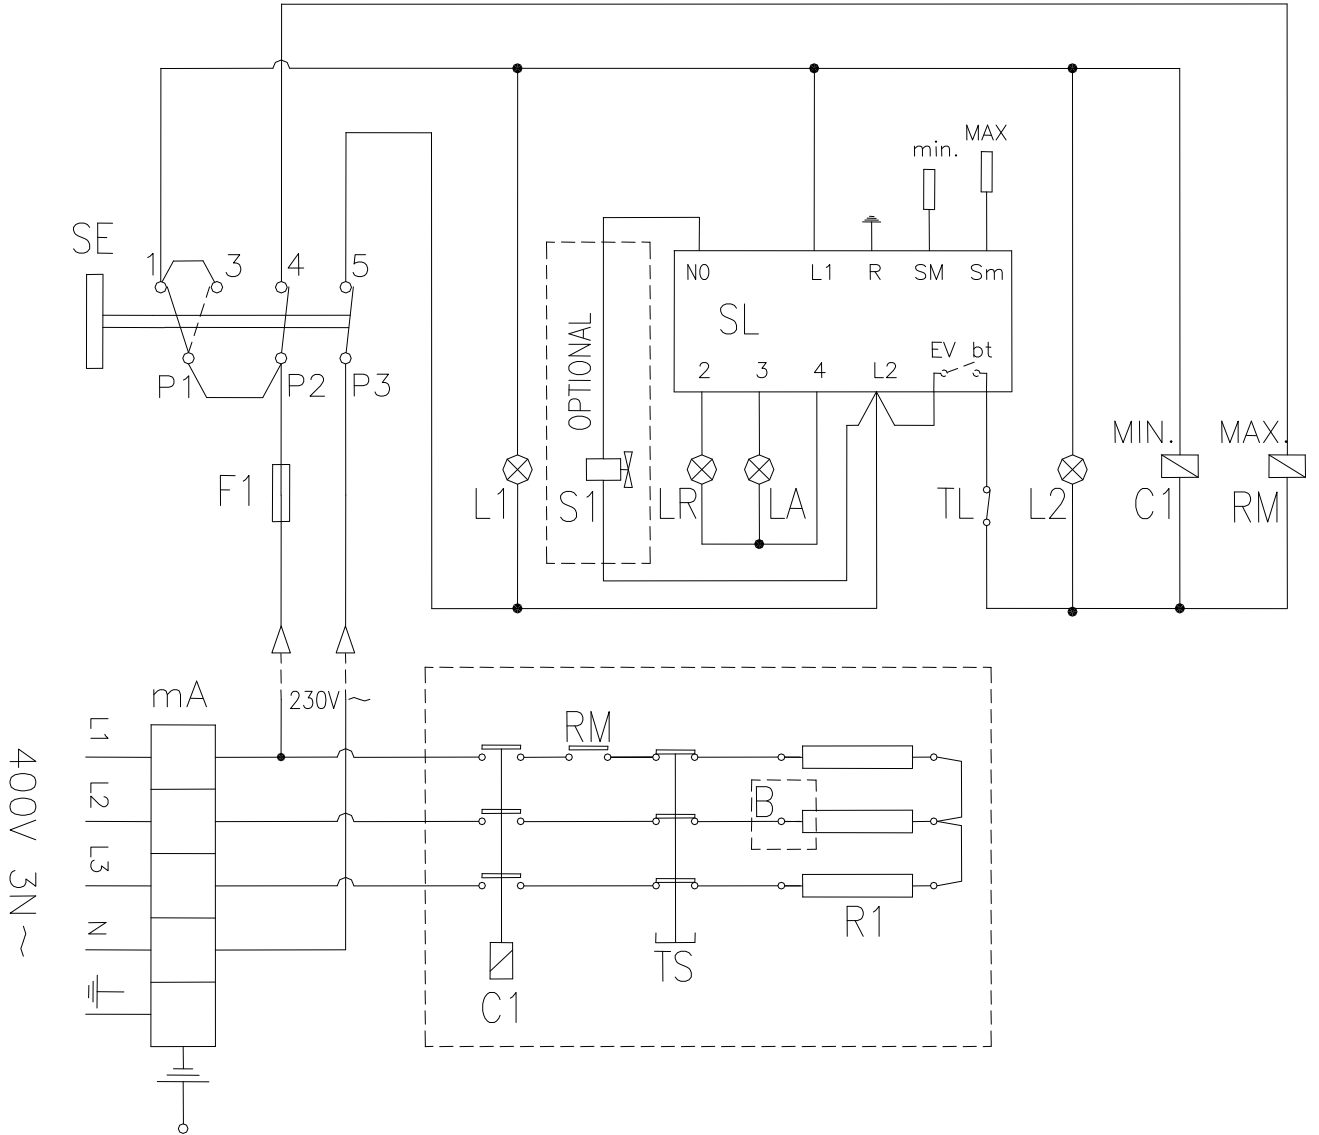 MAX
min.
SE
1 3 4 5
N0 L1 R SM Sm
SL
OPTIONAL
EV bt
2 3 4 L2
P1 P2 P3
MIN. MAX.
F1
L1 S1 LR LA TL L2 C1 RM
mA
230V~
L1
RM
400V 3N~
L2
B
L3
R1
N
TS
C1